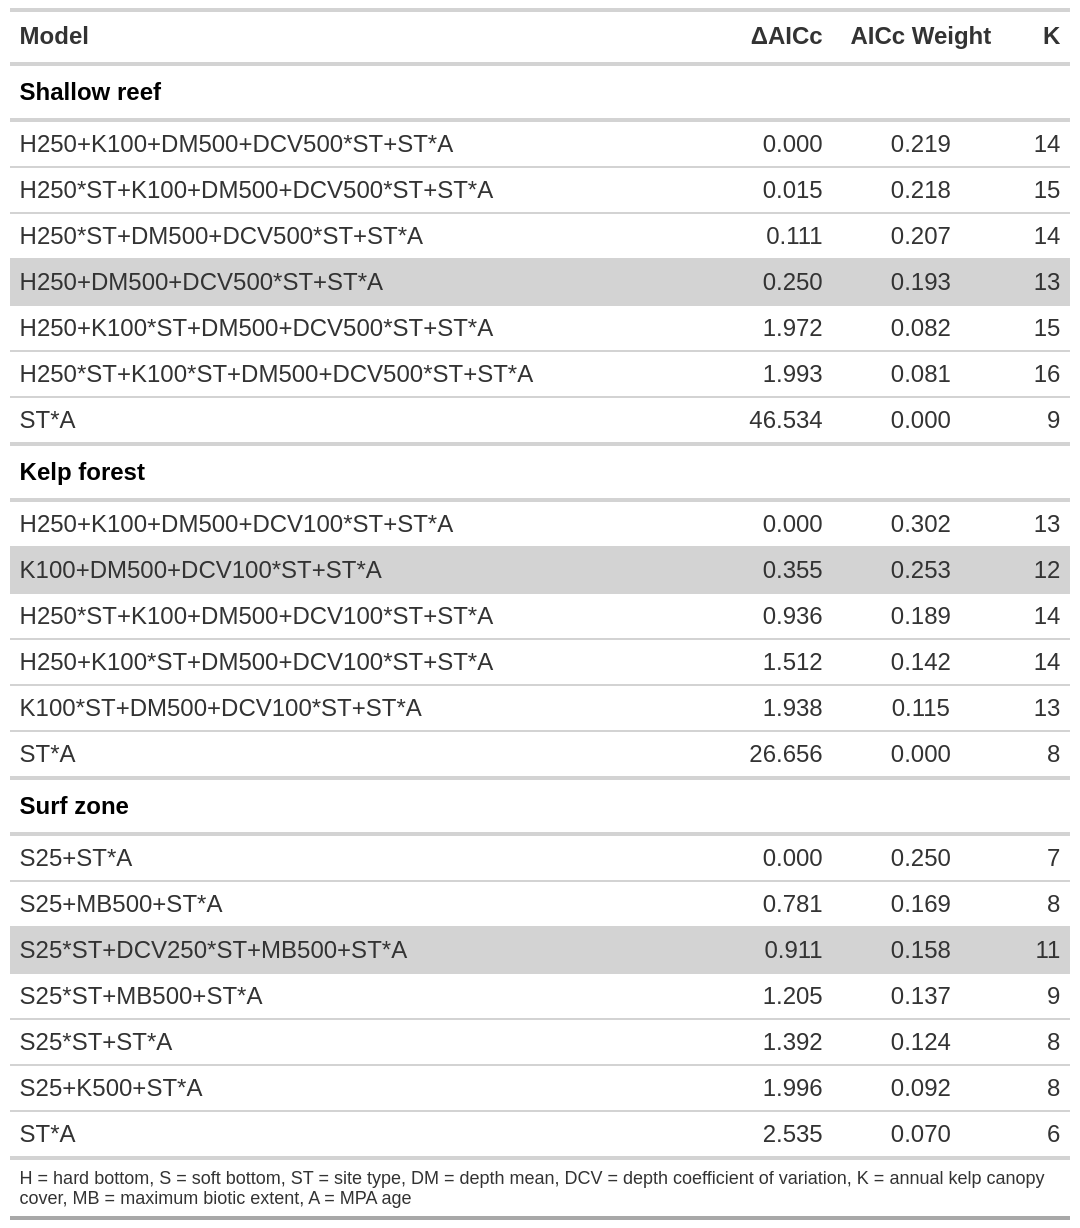 Model ΔAICc AICc Weight K
Shallow reef
H250+K100+DM500+DCV500*ST+ST*A 0.000 0.219 14
H250*ST+K100+DM500+DCV500*ST+ST*A 0.015 0.218 15
H250*ST+DM500+DCV500*ST+ST*A 0.111 0.207 14
H250+DM500+DCV500*ST+ST*A 0.250 0.193 13
H250+K100*ST+DM500+DCV500*ST+ST*A 1.972 0.082 15
H250*ST+K100*ST+DM500+DCV500*ST+ST*A 1.993 0.081 16
ST*A 46.534 0.000 9
Kelp forest
H250+K100+DM500+DCV100*ST+ST*A 0.000 0.302 13
K100+DM500+DCV100*ST+ST*A 0.355 0.253 12
H250*ST+K100+DM500+DCV100*ST+ST*A 0.936 0.189 14
H250+K100*ST+DM500+DCV100*ST+ST*A 1.512 0.142 14
K100*ST+DM500+DCV100*ST+ST*A 1.938 0.115 13
ST*A 26.656 0.000 8
Surf zone
S25+ST*A 0.000 0.250 7
S25+MB500+ST*A 0.781 0.169 8
S25*ST+DCV250*ST+MB500+ST*A 0.911 0.158 11
S25*ST+MB500+ST*A 1.205 0.137 9
S25*ST+ST*A 1.392 0.124 8
S25+K500+ST*A 1.996 0.092 8
ST*A 2.535 0.070 6
H = hard bottom, S = soft bottom, ST = site type, DM = depth mean, DCV = depth coefficient of variation, K = annual kelp canopy
cover, MB = maximum biotic extent, A = MPA age